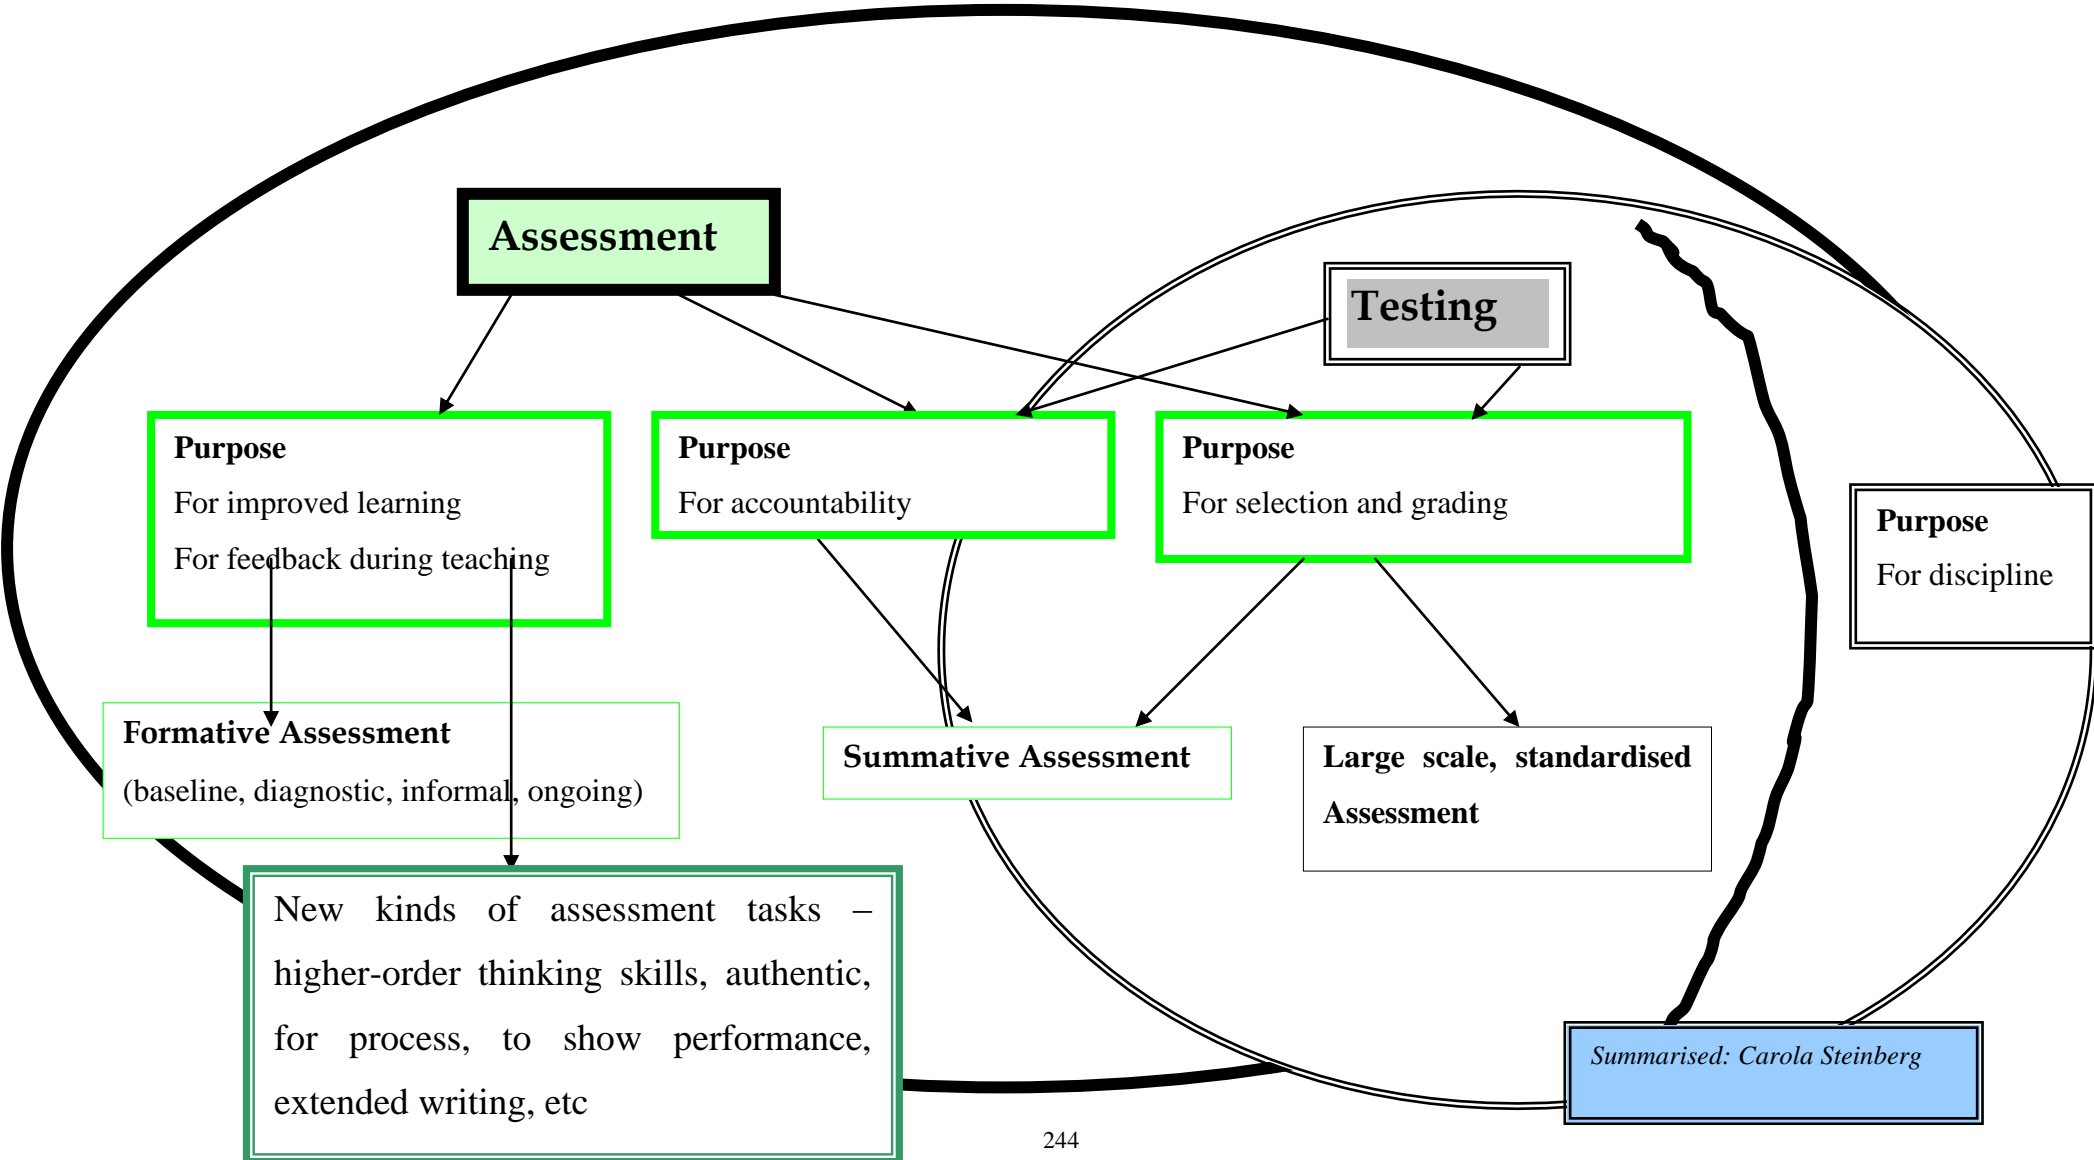 Assessment
Testing
Purpose
For improved learning
For feedback during teaching
Purpose
For accountability
Purpose
For selection and grading
Purpose
For discipline
Formative Assessment
(baseline, diagnostic, informal, ongoing)
Summative Assessment
Large scale, standardised
Assessment
New kinds of assessment tasks –
higher-order thinking skills, authentic,
for process, to show performance,
extended writing, etc
Summarised: Carola Steinberg
244